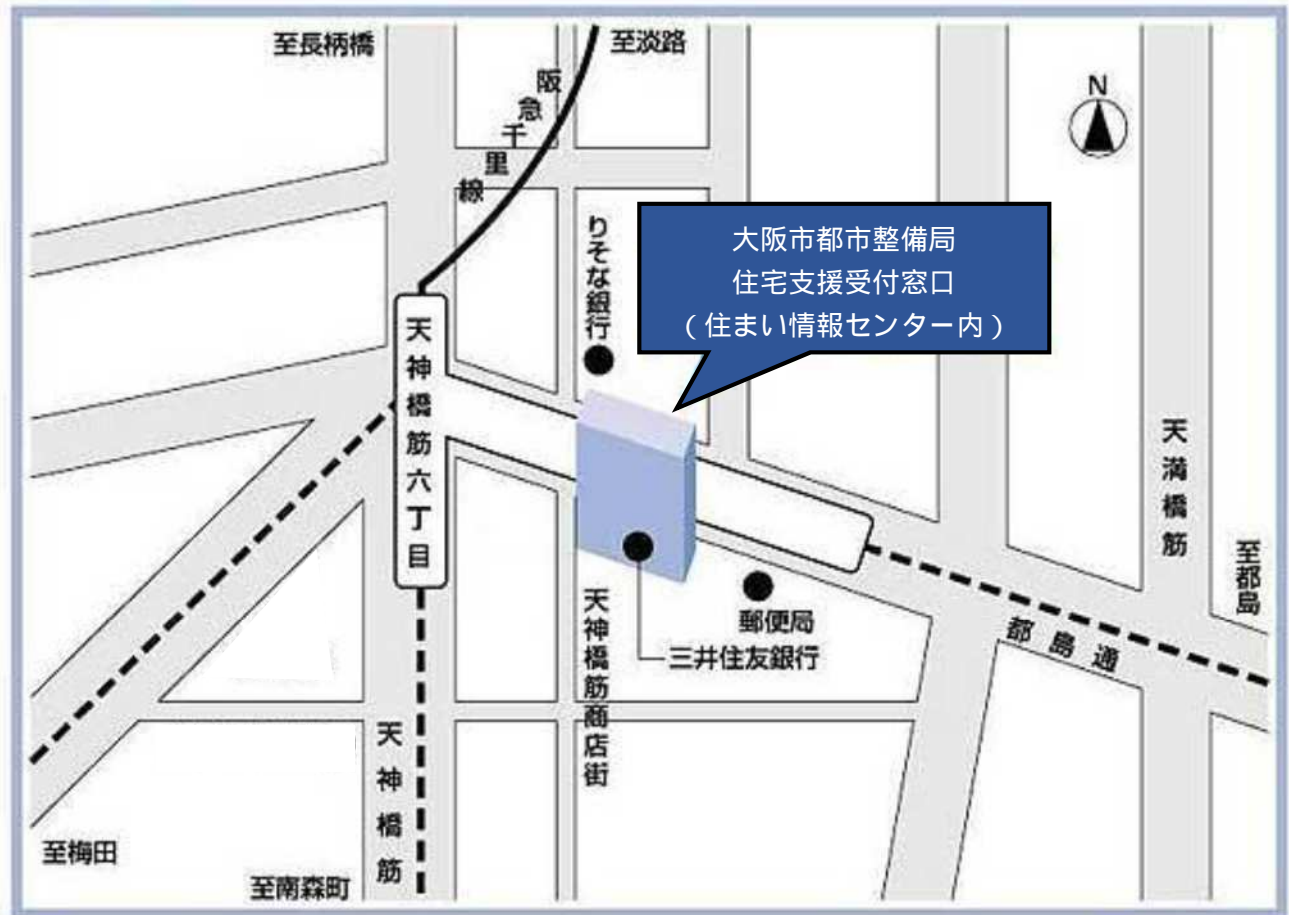 至長柄橋
至淡路
阪急千里線
N
りそな銀行
大阪市都市整備局
住宅支援受付窓口
（住まい情報センター内）
天神橋筋六丁目
天満橋筋
至都島
郵便局
都島通
三井住友銀行
天神橋筋商店街
天神橋筋
至梅田
至南森町